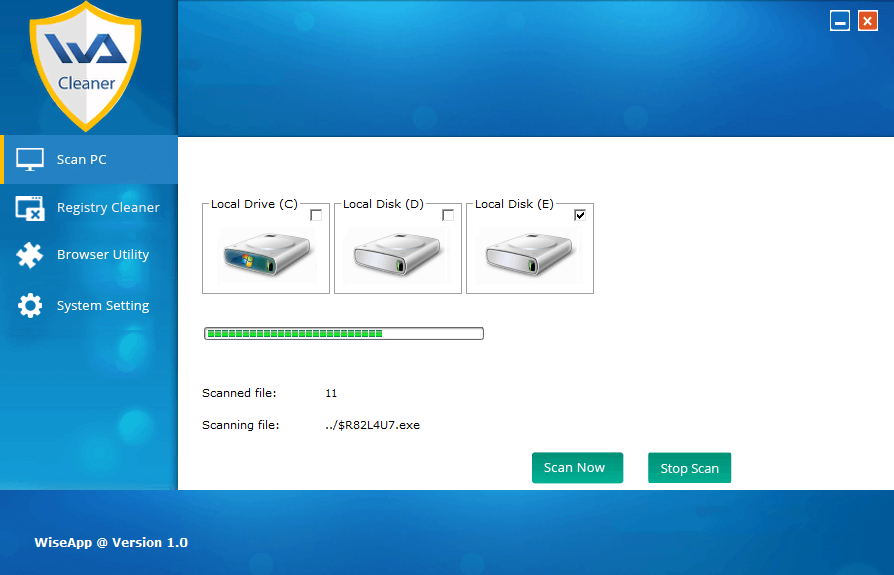 WA
Cleaner
Scan PC
Registry Cleaner
Browser Utility
System Setting
Local Drive (C)
Local Disk (D)
Local Disk (E)
Scanned file: 11
Scanning file: ../$R82L4U7.exe
Scan Now
Stop Scan
WiseApp @ Version 1.0